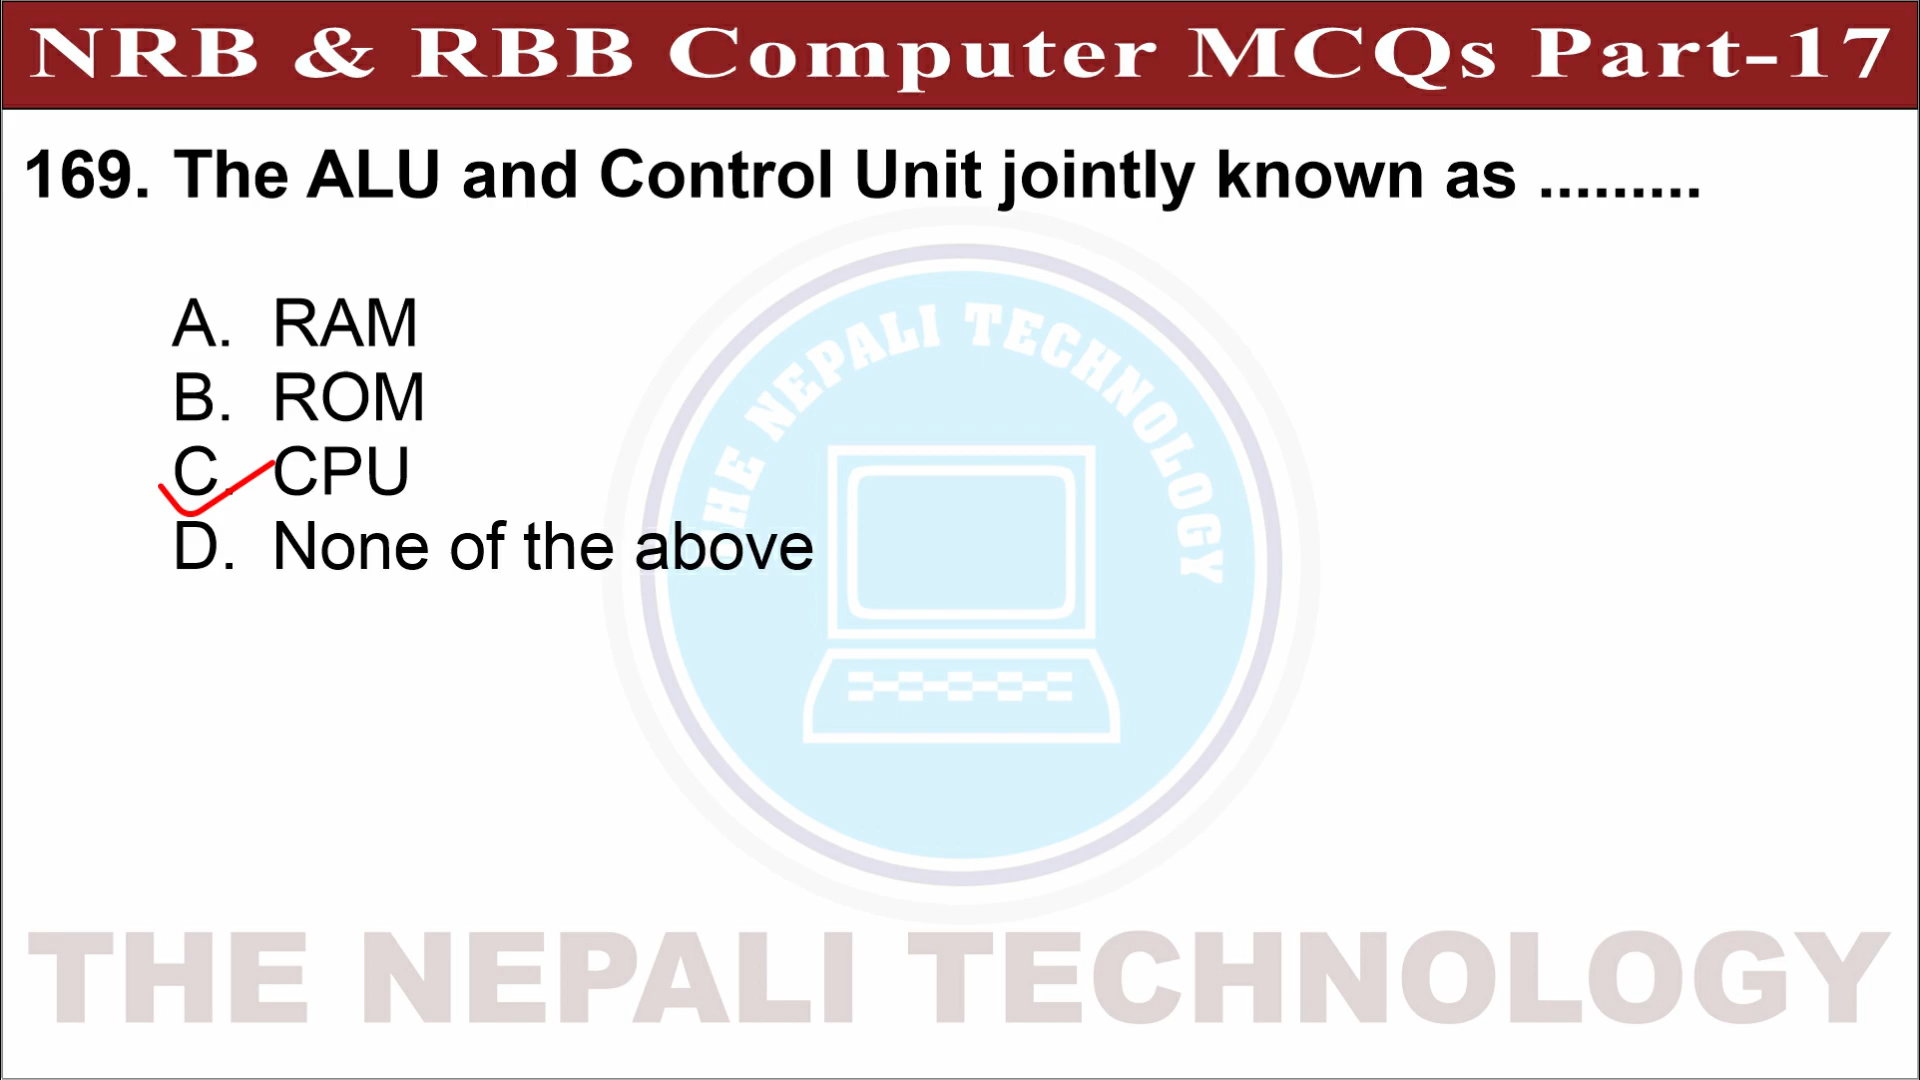 NRB & RBB Computer MCQs Part-17
169. The ALU and Control Unit jointly known as .........
A. RAM
B. ROM
C. CPU
D. None of the above
THE NEPALI TECHNOLOGY
THE NEPALI TECHNOLOGY